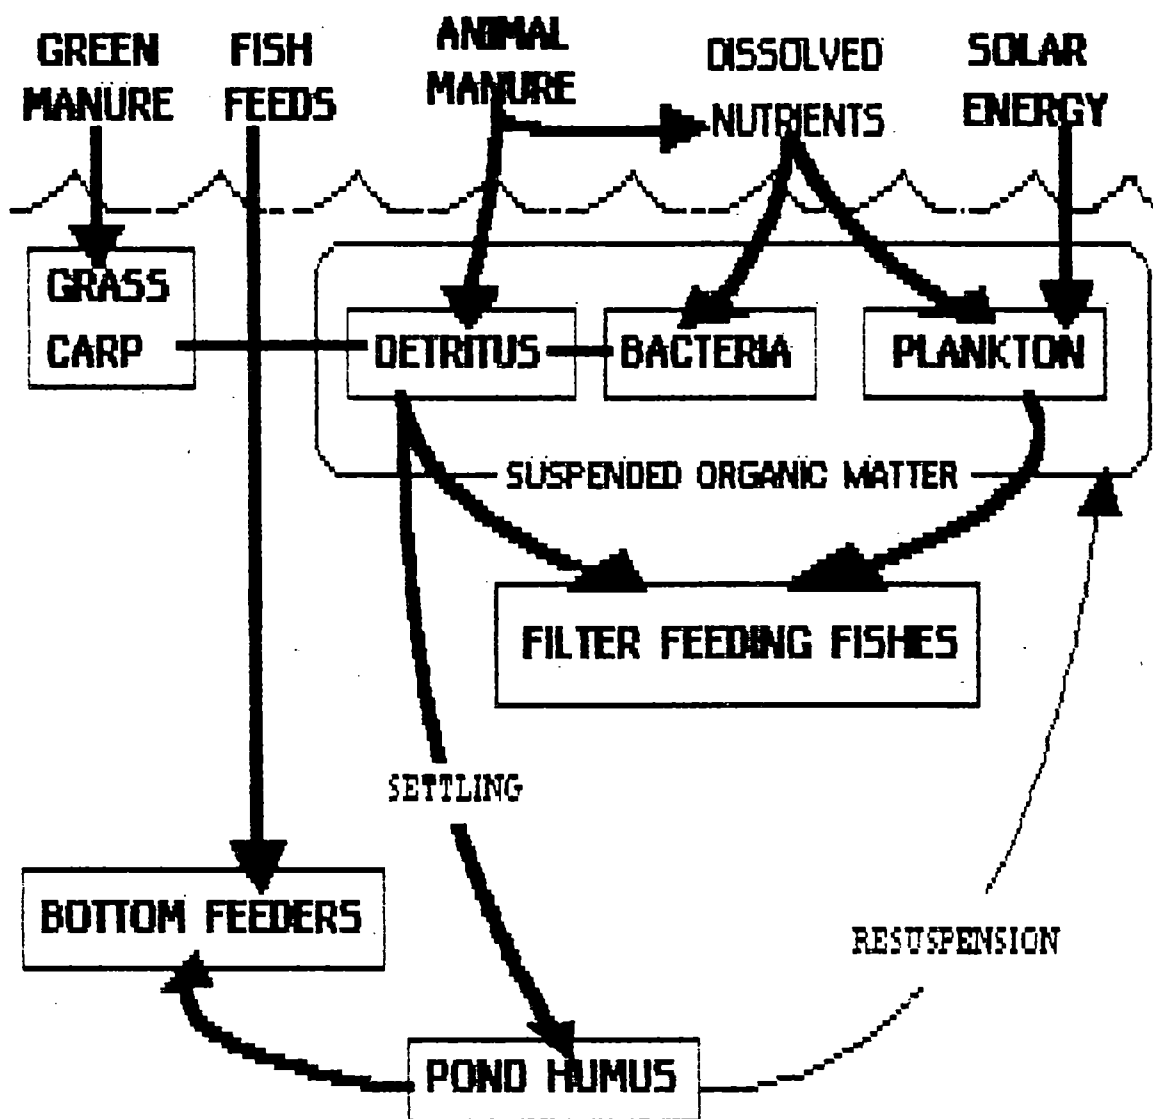 GREEN
MANURE
FISH
FEEDS
ANIMAL
MANURE
DISSOLVED
NUTRIENTS
SOLAR
ENERGY
GRASS
CARP
DETRITUS
BACTERIA
PLANKTON
SUSPENDED ORGANIC MATTER
FILTER FEEDING FISHES
SETTLING
BOTTOM FEEDERS
RESUSPENSION
POND HUMUS